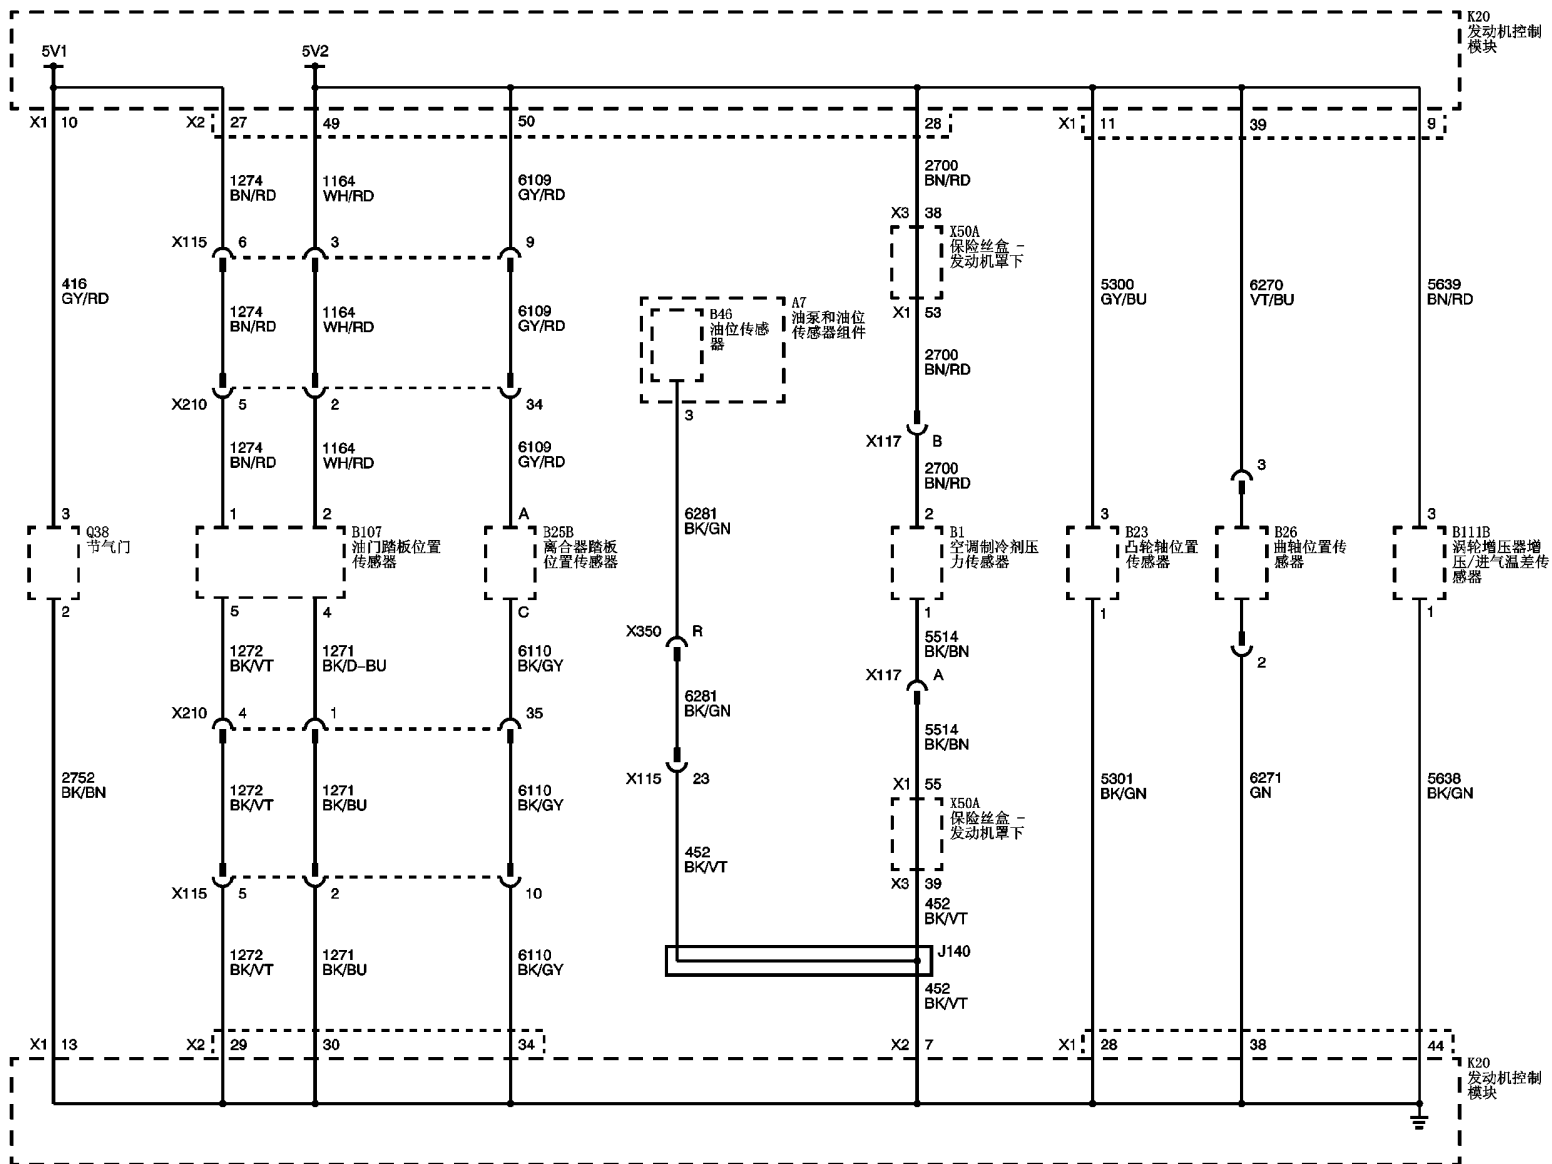 K20
发动机控制
模块
5V1
5V2
X1 10
X2 27
49
50
28
X1 11
39
9
1274
BN/RD
1164
WH/RD
6109
GY/RD
2700
BN/RD
X115 6
3
9
X3 38
X50A
保险丝盒 -
发动机罩下
416
GY/RD
1274
BN/RD
1164
WH/RD
6109
GY/RD
5300
GY/BU
6270
VT/BU
5639
BN/RD
B46
油位传感
器
A7
油泵和油位
传感器组件
X1 53
2700
BN/RD
X210 5
2
34
3
X117 B
1274
BN/RD
1164
WH/RD
6109
GY/RD
2700
BN/RD
3
3
Q38
节气门
1
2
B107
油门踏板位置
传感器
A
B25B
离合器踏板
位置传感器
6281
BK/GN
2
B1
空调制冷剂压
力传感器
3
B23
凸轮轴位置
传感器
B26
曲轴位置传
感器
3
B111B
涡轮增压器增
压/进气温差传
感器
2
5
4
C
1
1
1
1272
BK/VT
1271
BK/D-BU
6110
BK/GY
X350 R
5514
BK/BN
2
X117 A
X210 4
1
35
6281
BK/GN
5514
BK/BN
2752
BK/BN
1272
BK/VT
1271
BK/BU
6110
BK/GY
X115 23
X1 55
X50A
保险丝盒 -
发动机罩下
5301
BK/GN
6271
GN
5638
BK/GN
452
BK/VT
X115 5
2
10
X3 39
452
BK/VT
1272
BK/VT
1271
BK/BU
6110
BK/GY
J140
452
BK/VT
X1 13
X2 29
30
34
X2 7
X1 28
38
44
K20
发动机控制
模块